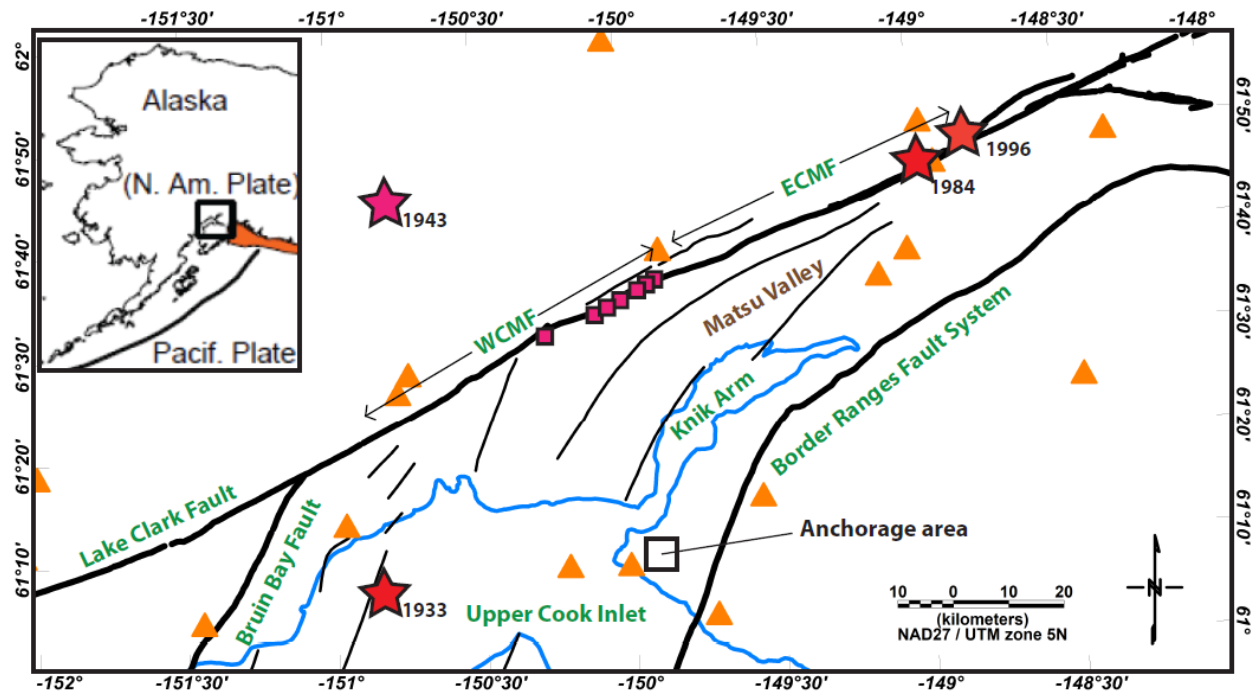 -151°30' -151° -150°30' -150° -149°30' -149° -148°30' -148°
62°
61°50'
61°40'
61°30'
61°20'
61°10'
Alaska
(N. Am. Plate)
Pacif. Plate
1943
ECMF
1996
1984
WCMF
Matsu Valley
Knik Arm
Border Ranges Fault System
Lake Clark Fault
Bruin Bay Fault
Anchorage area
1933
Upper Cook Inlet
10 0 10 20
(kilometers)
NAD27 / UTM zone 5N
N
61°50'
61°40'
61°30'
61°20'
61°10'
61°
-152° -151°30' -151° -150°30' -150° -149°30' -149° -148°30'